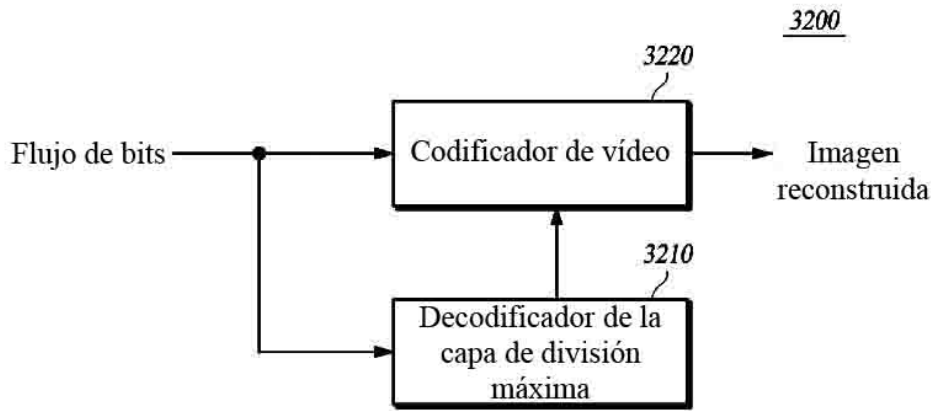 3200
3220
Flujo de bits
Codificador de vídeo
Imagen
reconstruida
3210
Decodificador de la
capa de división
máxima